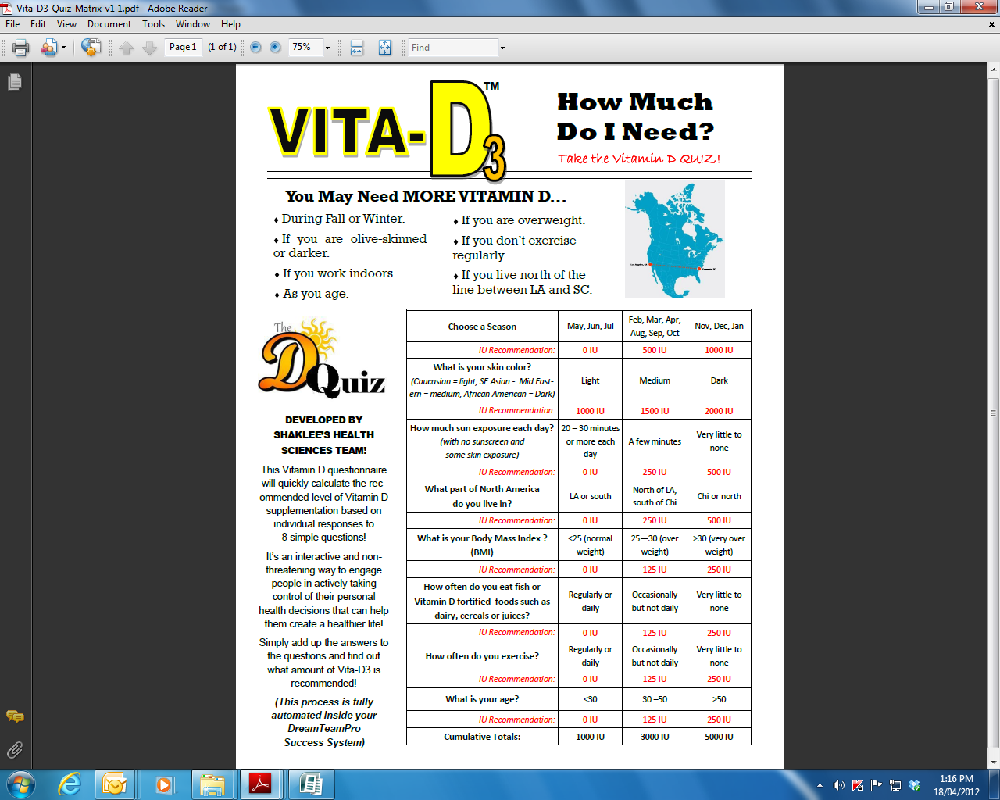 Vita-D3-Quiz-Matrix-v1 1.pdf - Adobe Reader
File Edit View Document Tools Window Help
Page 1 (1 of 1) 75% Find
VITA-D3™
How Much
Do I Need?
Take the Vitamin D QUIZ!
You May Need MORE VITAMIN D...
♦ During Fall or Winter.
♦ If you are olive-skinned
or darker.
♦ If you work indoors.
♦ As you age.
♦ If you are overweight.
♦ If you don't exercise
regularly.
♦ If you live north of the
line between LA and SC.
Los Angeles, CA
Columbia, SC
The
D Quiz
DEVELOPED BY
SHAKLEE'S HEALTH
SCIENCES TEAM!
This Vitamin D questionnaire
will quickly calculate the rec-
ommended level of Vitamin D
supplementation based on
individual responses to
8 simple questions!
It's an interactive and non-
threatening way to engage
people in actively taking
control of their personal
health decisions that can help
them create a healthier life!
Simply add up the answers to
the questions and find out
what amount of Vita-D3 is
recommended!
(This process is fully
automated inside your
DreamTeamPro
Success System)
Choose a Season
May, Jun, Jul
Feb, Mar, Apr,
Aug, Sep, Oct
Nov, Dec, Jan
IU Recommendation: 0 IU 500 IU 1000 IU
What is your skin color?
(Caucasian = light, SE Asian - Mid East-
ern = medium, African American = Dark)
Light Medium Dark
IU Recommendation: 1000 IU 1500 IU 2000 IU
How much sun exposure each day?
(with no sunscreen and
some skin exposure)
20 – 30 minutes
or more each
day
A few minutes
Very little to
none
IU Recommendation: 0 IU 250 IU 500 IU
What part of North America
do you live in?
LA or south
North of LA,
south of Chi
Chi or north
IU Recommendation: 0 IU 250 IU 500 IU
What is your Body Mass Index ?
(BMI)
<25 (normal
weight)
25—30 (over
weight)
>30 (very over
weight)
IU Recommendation: 0 IU 125 IU 250 IU
How often do you eat fish or
Vitamin D fortified foods such as
dairy, cereals or juices?
Regularly or
daily
Occasionally
but not daily
Very little to
none
IU Recommendation: 0 IU 125 IU 250 IU
How often do you exercise?
Regularly or
daily
Occasionally
but not daily
Very little to
none
IU Recommendation: 0 IU 125 IU 250 IU
What is your age? <30 30 –50 >50
IU Recommendation: 0 IU 125 IU 250 IU
Cumulative Totals: 1000 IU 3000 IU 5000 IU
1:16 PM
18/04/2012